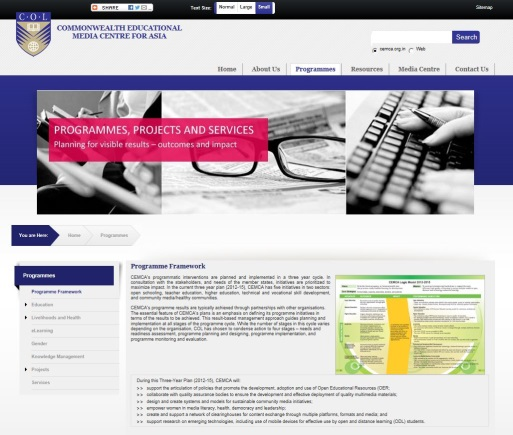 SHARE
Text Size: Normal Large Small
Sitemap
C·O·L
COMMONWEALTH EDUCATIONAL
MEDIA CENTRE FOR ASIA
Search
cemca.org.in Web
Home About Us Programmes Resources Media Centre Contact Us
PROGRAMMES, PROJECTS AND SERVICES
Planning for visible results – outcomes and impact
You are Here: Home Programmes
Programmes
Programme Framework
Education
Livelihoods and Health
eLearning
Gender
Knowledge Management
Projects
Services
Programme Framework
CEMCA's programmatic interventions are planned and implemented in a three year cycle. In
consultation with the stakeholders, and needs of the member states, initiatives are prioritised to
maximize impact. In the current three year plan (2012-15), CEMCA has five initiatives in two sectors:
open schooling, teacher education, higher education, technical and vocational skill development,
and community media/healthy communities.
CEMCA's programme results are typically achieved through partnerships with other organisations.
The essential feature of CEMCA's plans is an emphasis on defining its programme initiatives in
terms of the results to be achieved. This result-based management approach guides planning and
implementation at all stages of the programme cycle. While the number of stages in this cycle varies
depending on the organisation, COL has chosen to condense action to four stages – needs and
readiness assessment, programme planning and designing, programme implementation, and
programme monitoring and evaluation.
CEMCA Logic Model 2012-2015
During the Three-Year Plan (2012-15), CEMCA will:
>> support the articulation of policies that promote the development, adoption and use of Open Educational Resources (OER;
>> collaborate with quality assurance bodies to ensure the development and effective deployment of quality multimedia materials;
>> design and create systems and models for sustainable community media initiatives;
>> empower women in media literacy, health, democracy and leadership;
>> create and support a network of clearinghouses for content exchange through multiple platforms, formats and media; and
>> support research on emerging technologies, including use of mobile devices for effective use by open and distance learning (ODL) students.